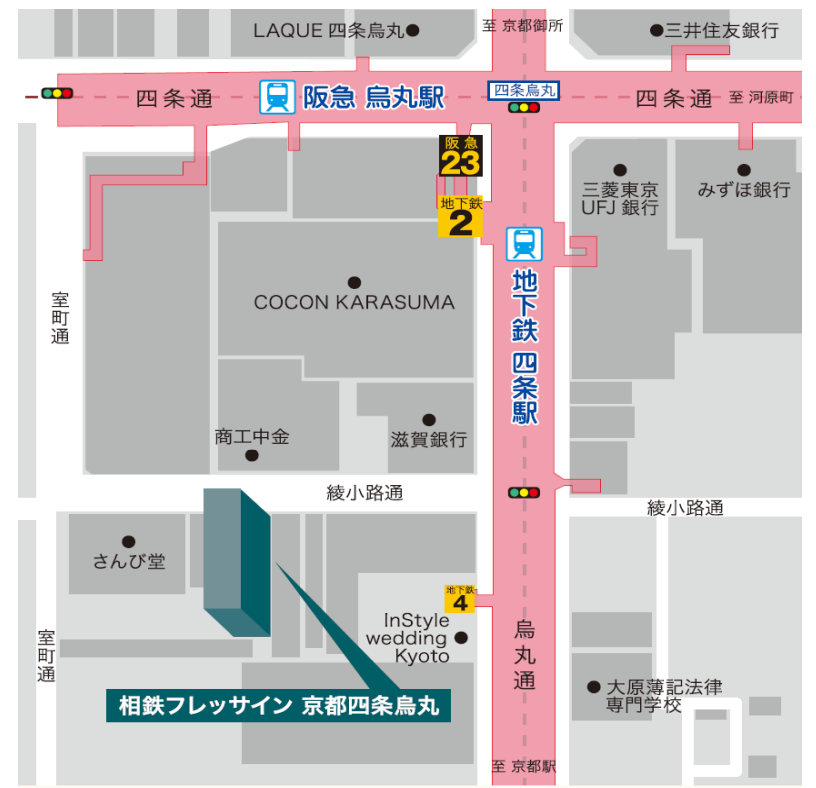 LAQUE 四条烏丸
至 京都御所
三井住友銀行
四条通
阪急 烏丸駅
四条烏丸
四条通
至 河原町
阪急
23
地下鉄
2
三菱東京
UFJ 銀行
みずほ銀行
COCON KARASUMA
地下鉄 四条駅
室町通
商工中金
滋賀銀行
綾小路通
綾小路通
さんび堂
地下鉄
4
InStyle
wedding
Kyoto
烏丸通
室町通
大原薄記法律
専門学校
相鉄フレッサイン 京都四条烏丸
至 京都駅